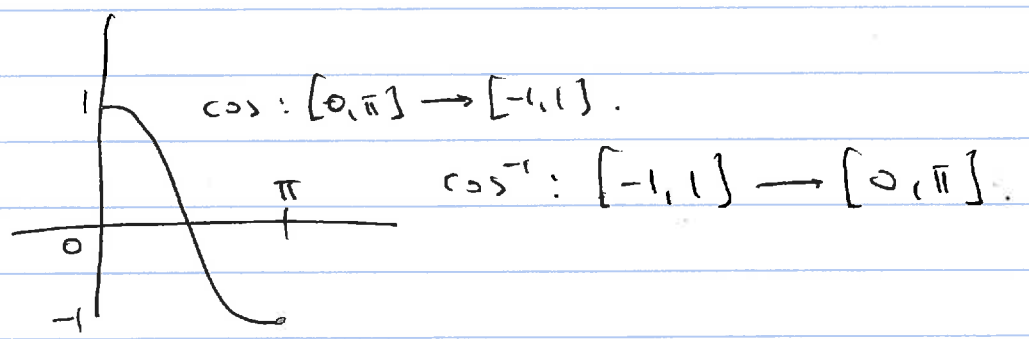 1
cos : [0, π] → [-1, 1] .
cos⁻¹ : [-1, 1] → [0, π] .
π
0
-1